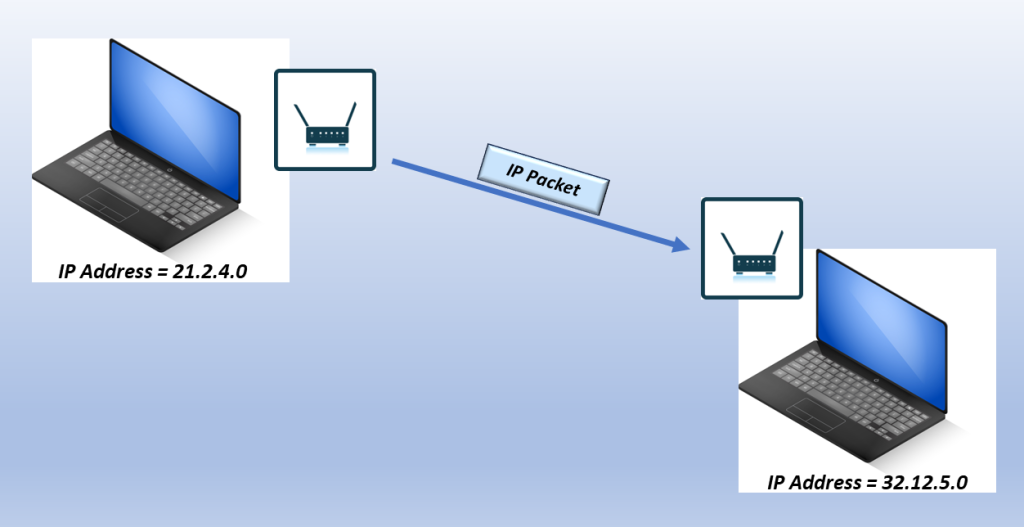 IP Packet
IP Address = 21.2.4.0
IP Address = 32.12.5.0